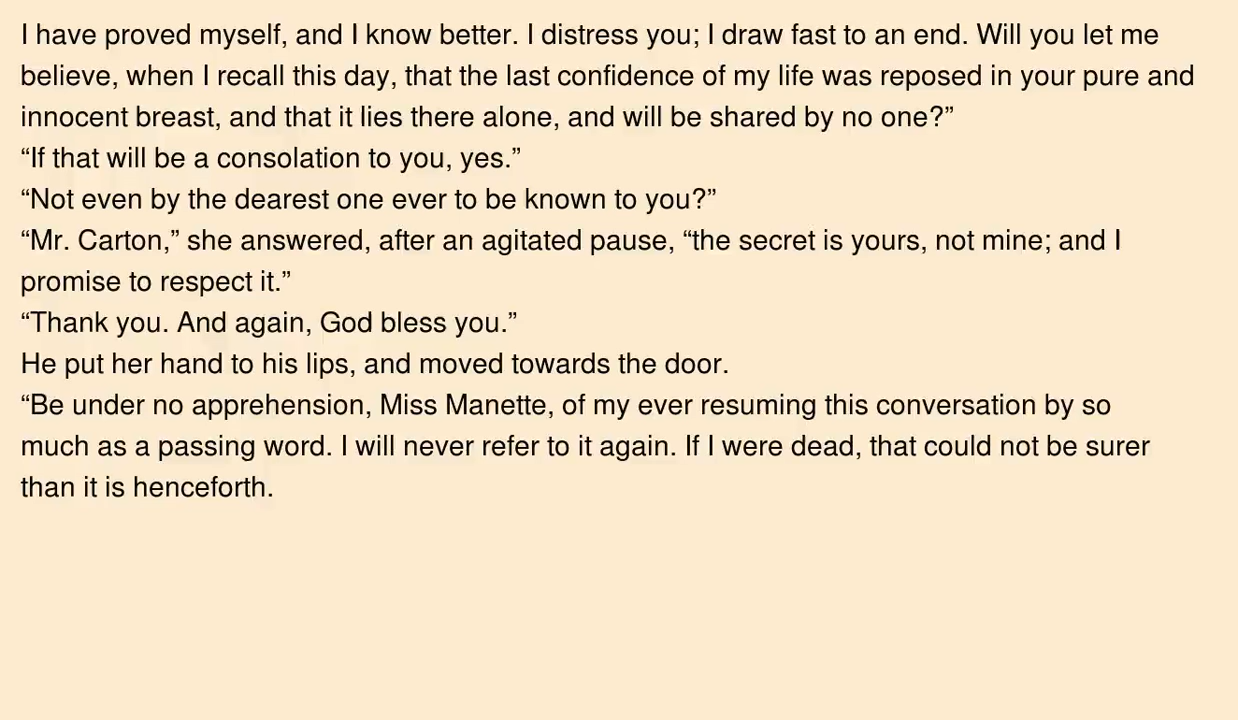 I have proved myself, and I know better. I distress you; I draw fast to an end. Will you let me
believe, when I recall this day, that the last confidence of my life was reposed in your pure and
innocent breast, and that it lies there alone, and will be shared by no one?”
“If that will be a consolation to you, yes.”
“Not even by the dearest one ever to be known to you?”
“Mr. Carton,” she answered, after an agitated pause, “the secret is yours, not mine; and I
promise to respect it.”
“Thank you. And again, God bless you.”
He put her hand to his lips, and moved towards the door.
“Be under no apprehension, Miss Manette, of my ever resuming this conversation by so
much as a passing word. I will never refer to it again. If I were dead, that could not be surer
than it is henceforth.